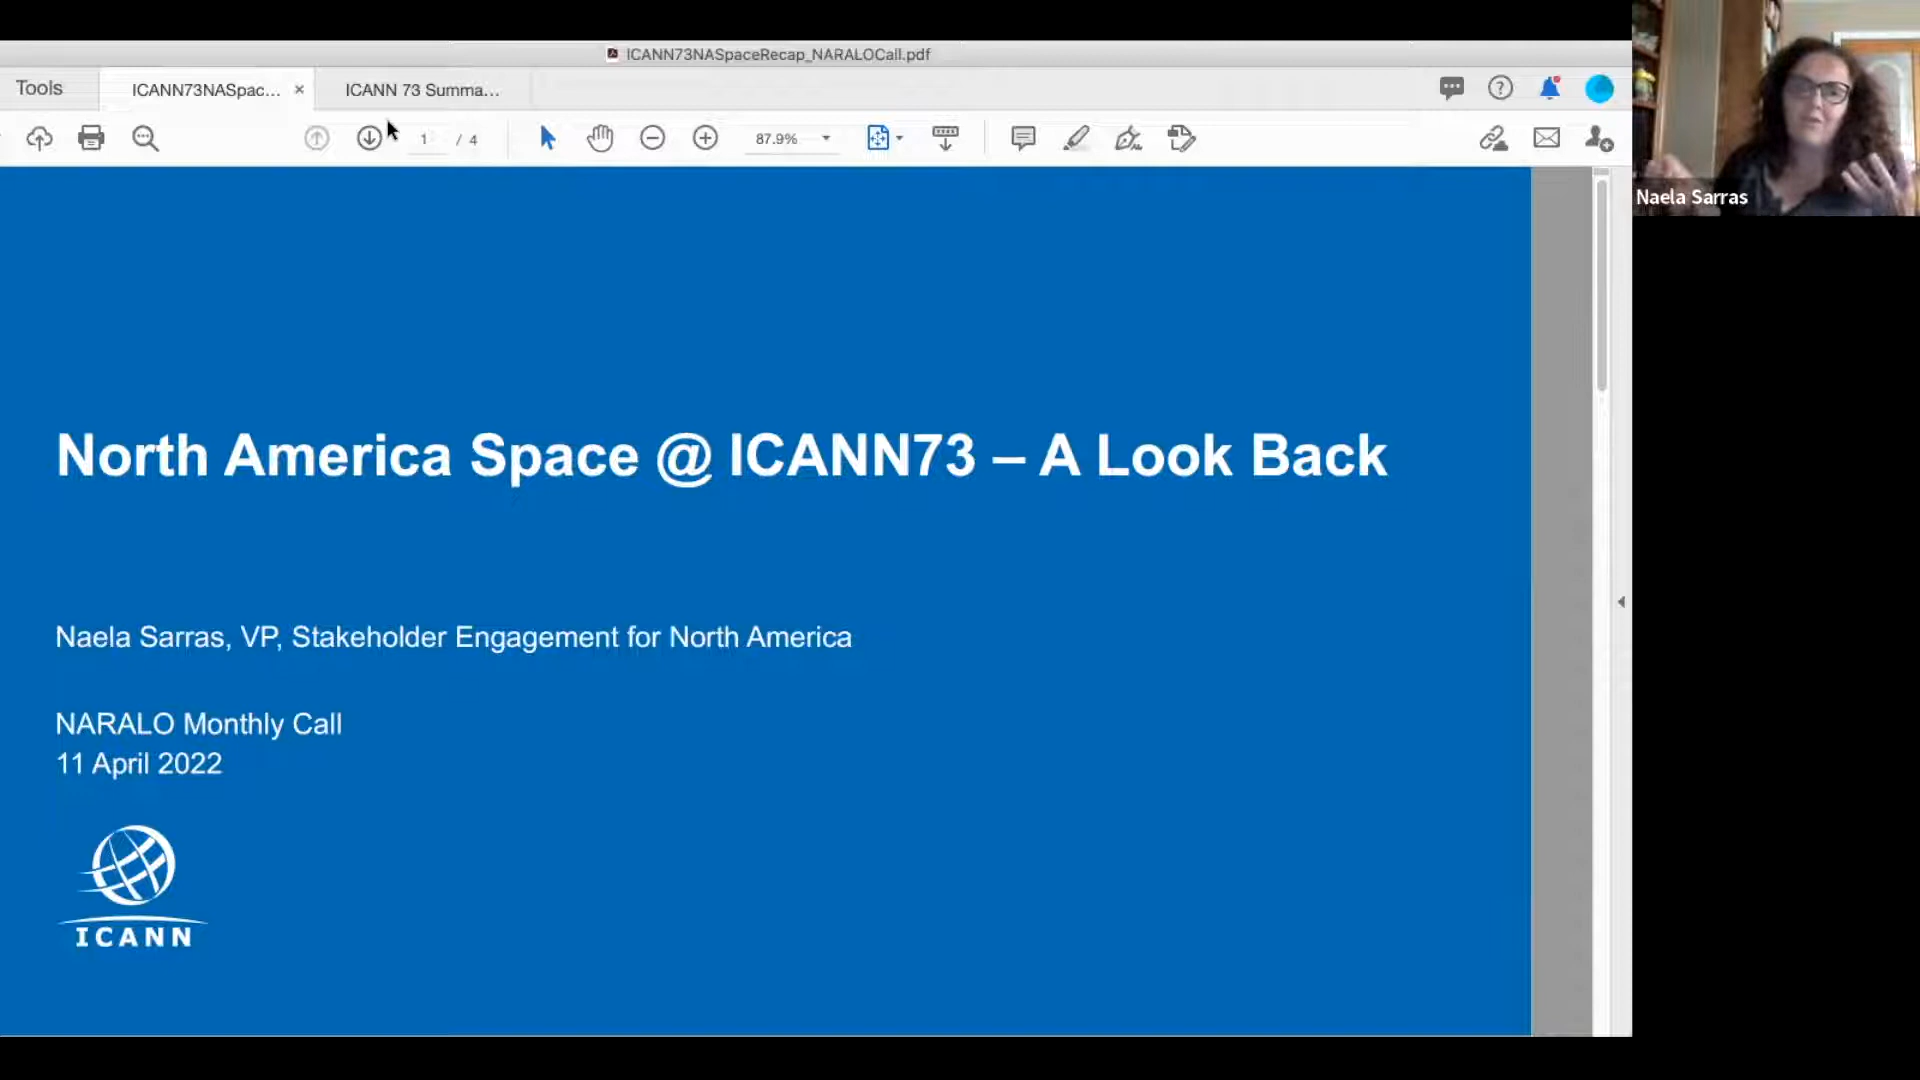 ICANN73NASpaceRecap_NARALOCall.pdf
Tools
ICANN73NASpac... ×
ICANN 73 Summa...
1 / 4
87.9%
Naela Sarras
North America Space @ ICANN73 – A Look Back
Naela Sarras, VP, Stakeholder Engagement for North America
NARALO Monthly Call
11 April 2022
ICANN